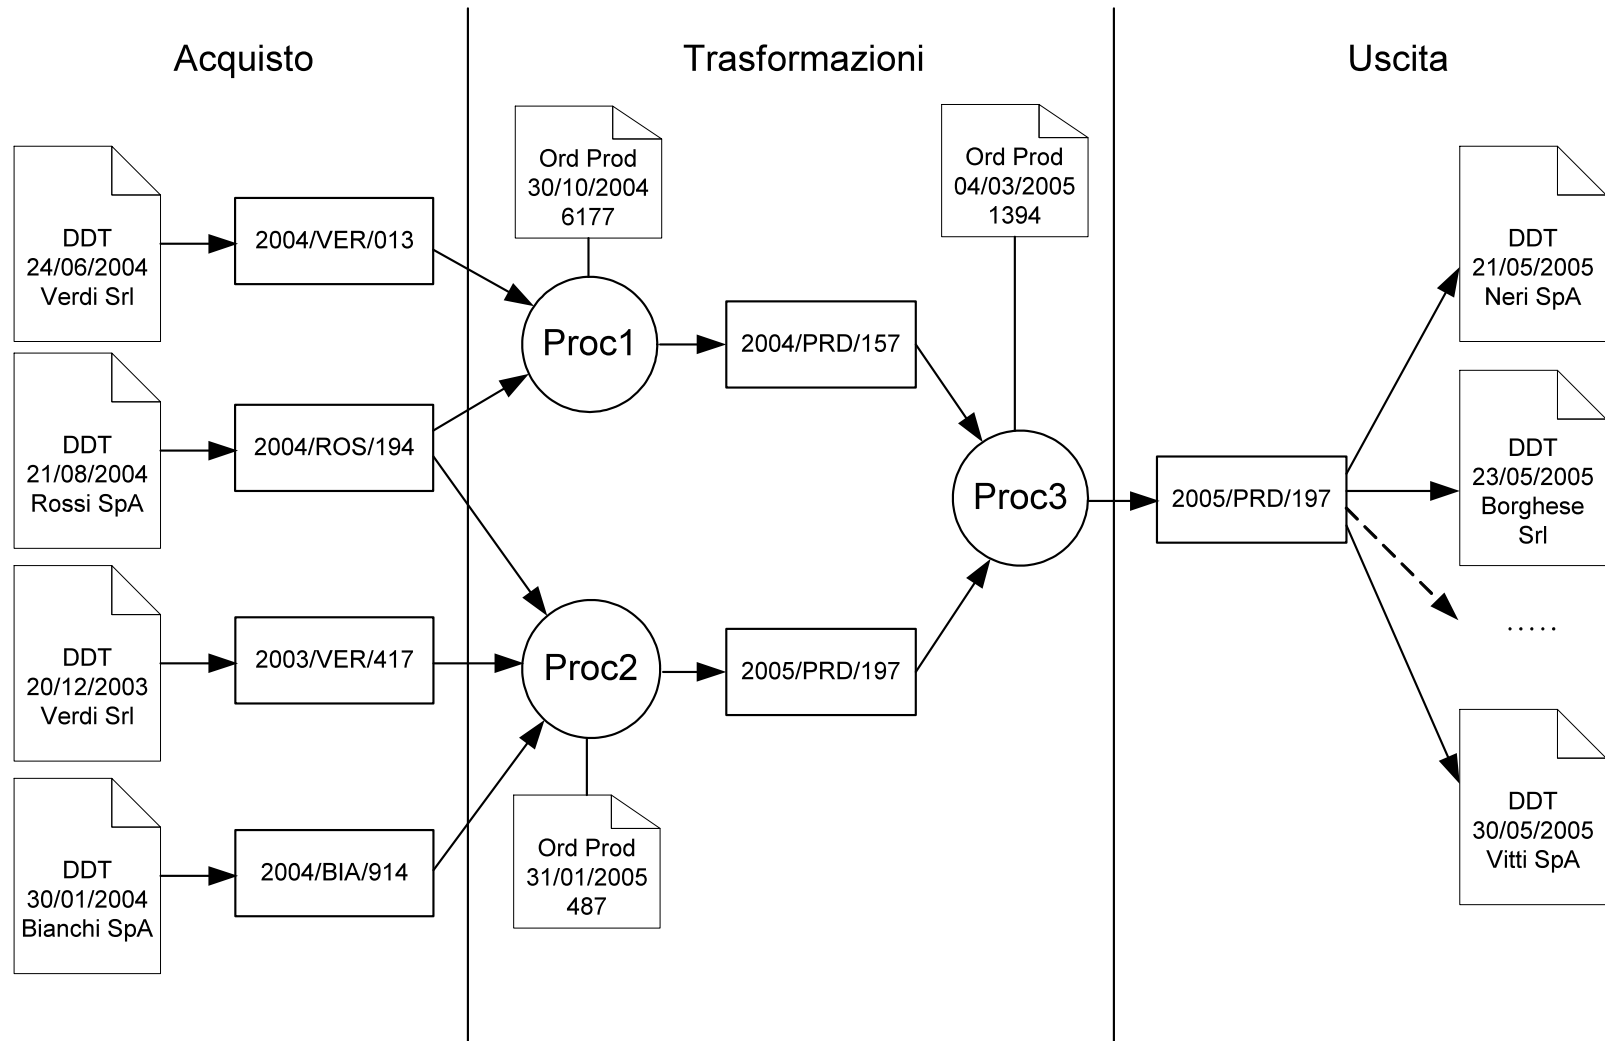 Acquisto
Trasformazioni
Uscita
DDT
24/06/2004
Verdi Srl
2004/VER/013
DDT
21/08/2004
Rossi SpA
2004/ROS/194
DDT
20/12/2003
Verdi Srl
2003/VER/417
DDT
30/01/2004
Bianchi SpA
2004/BIA/914
Ord Prod
30/10/2004
6177
Proc1
2004/PRD/157
Proc2
2005/PRD/197
Ord Prod
31/01/2005
487
Ord Prod
04/03/2005
1394
Proc3
2005/PRD/197
DDT
21/05/2005
Neri SpA
DDT
23/05/2005
Borghese
Srl
.....
DDT
30/05/2005
Vitti SpA